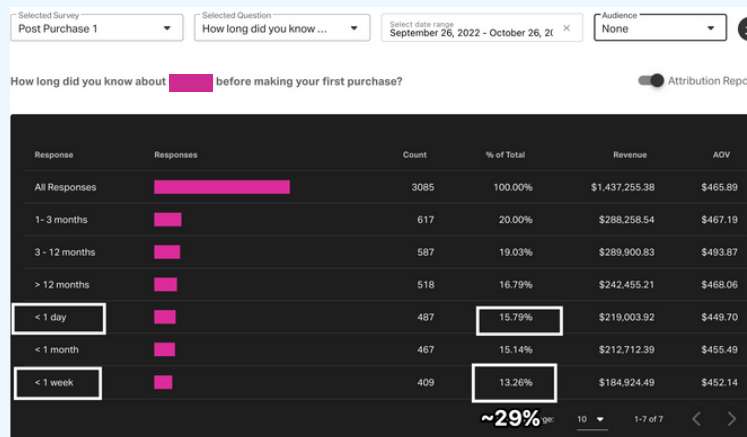 Selected Survey Selected Question Select date range Audience
Post Purchase 1 How long did you know ... September 26, 2022 - October 26, 20 None
How long did you know about before making your first purchase? Attribution Repo
Response Responses Count % of Total Revenue AOV
All Responses 3085 100.00% $1,437,255.38 $465.89
1- 3 months 617 20.00% $288,258.54 $467.19
3 - 12 months 587 19.03% $289,900.83 $493.87
> 12 months 518 16.79% $242,455.21 $468.06
< 1 day 487 15.79% $219,003.92 $449.70
< 1 month 467 15.14% $212,712.39 $455.49
< 1 week 409 13.26% $184,924.49 $452.14
~29% ge: 10 1-7 of 7